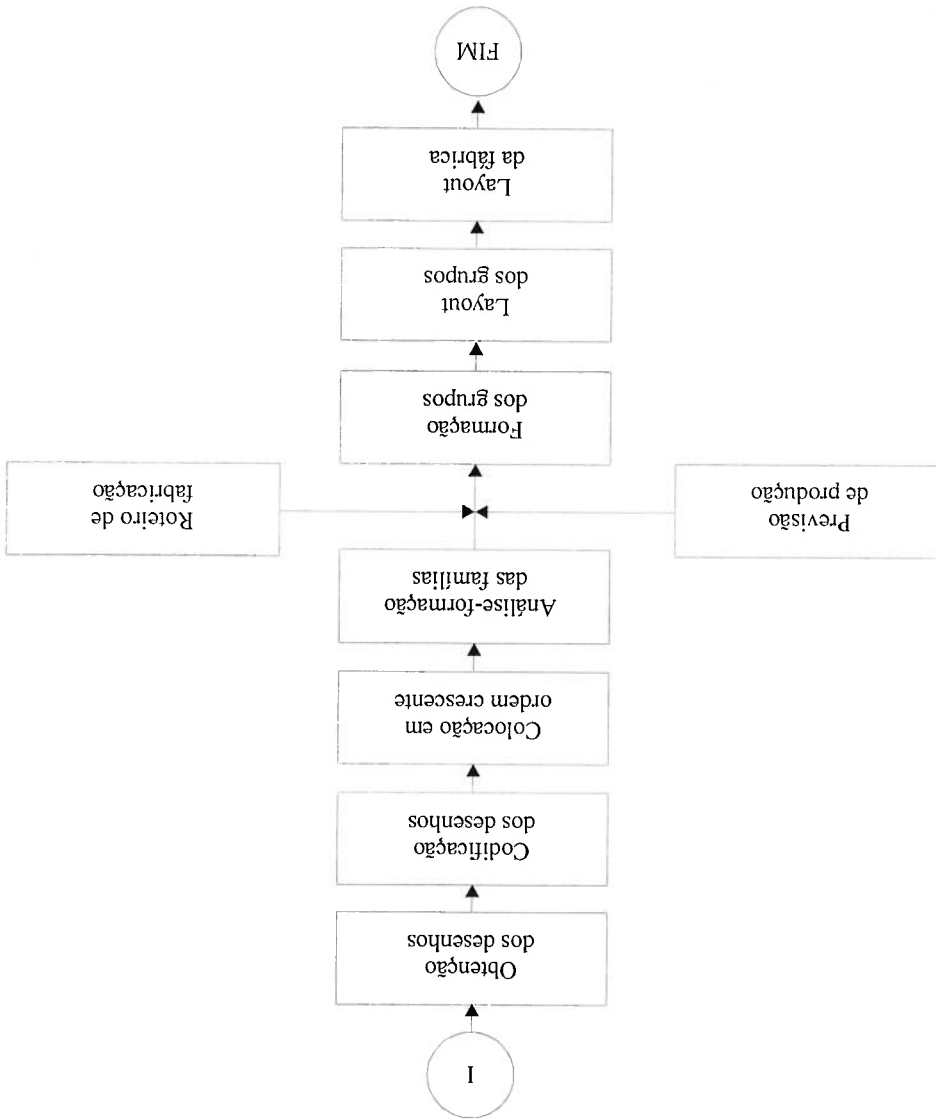 I
Obtenção
dos desenhos
Codificação
dos desenhos
Colocação em
ordem crescente
Análise-formação
das famílias
Previsão
de produção
Roteiro de
fabricação
Formação
dos grupos
Layout
dos grupos
Layout
da fábrica
FIM